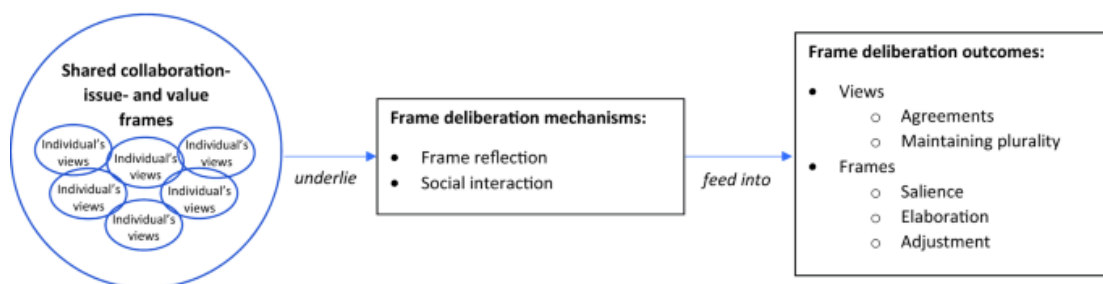 Shared collaboration-
issue- and value
frames
Individual's
views
Individual's
views
Individual's
views
Individual's
views
Individual's
views
Individual's
views
underlie
Frame deliberation mechanisms:
• Frame reflection
• Social interaction
feed into
Frame deliberation outcomes:
• Views
o Agreements
o Maintaining plurality
• Frames
o Salience
o Elaboration
o Adjustment